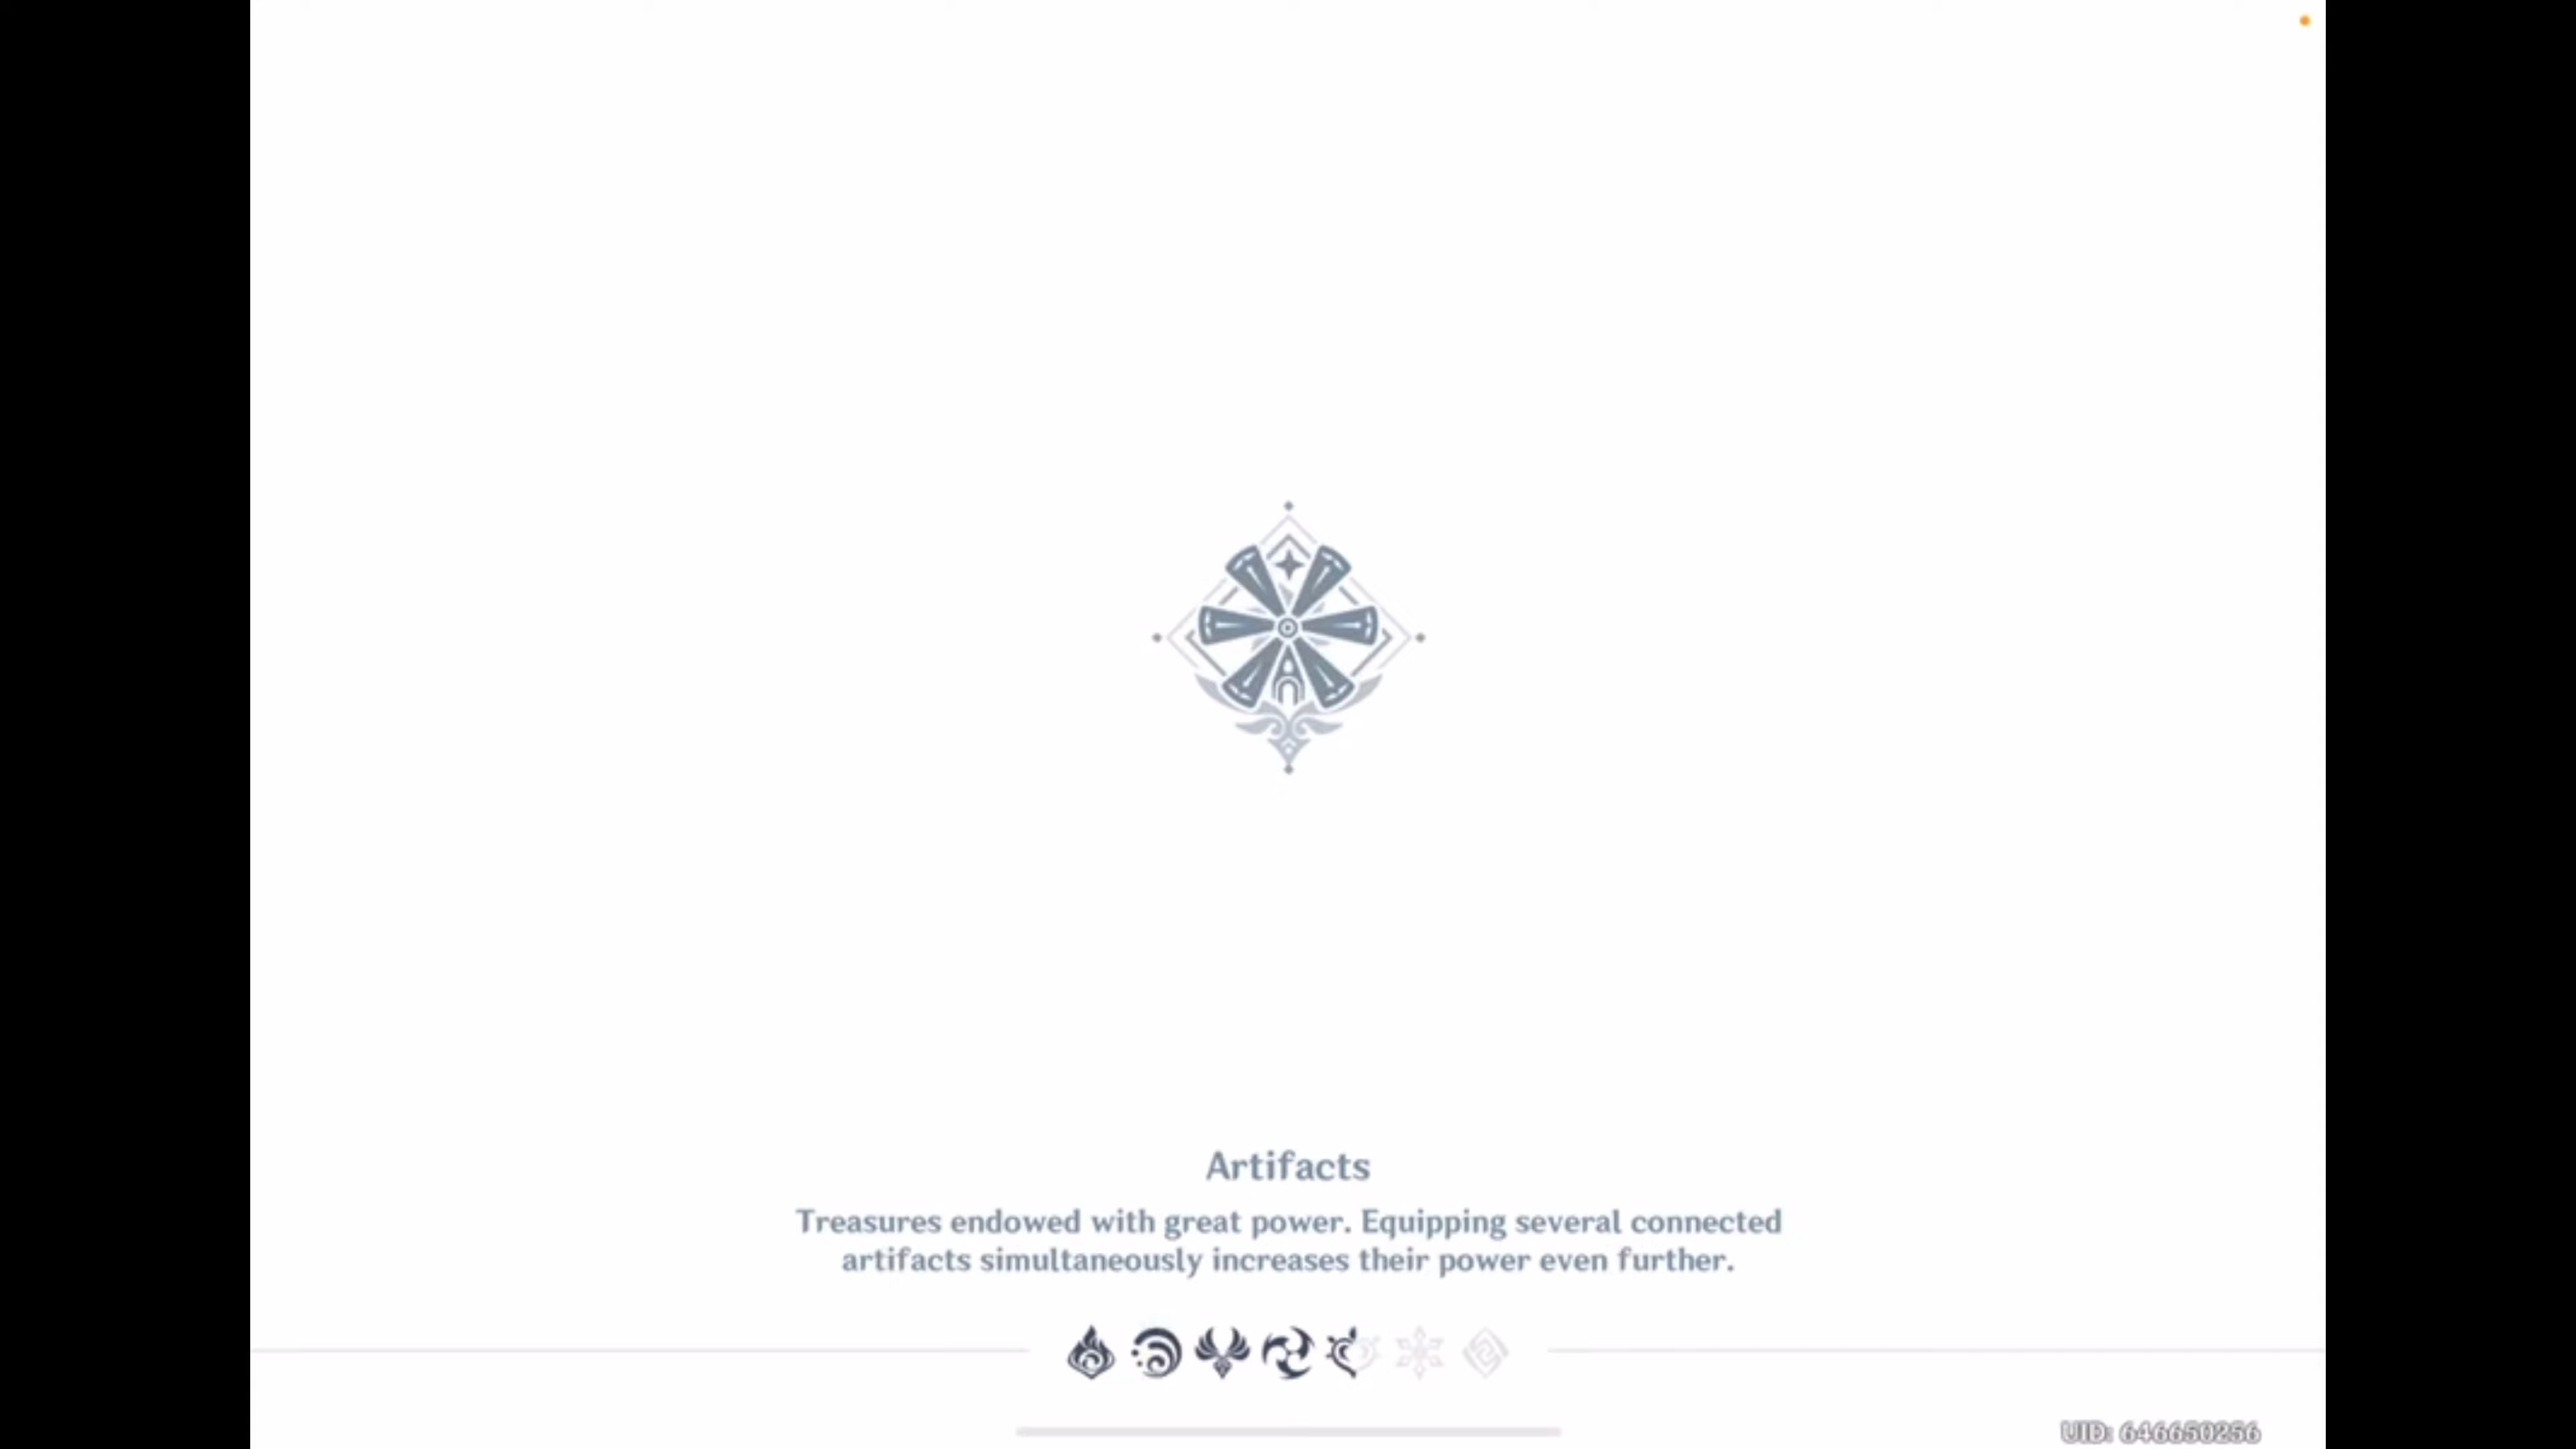 Artifacts
Treasures endowed with great power. Equipping several connected
artifacts simultaneously increases their power even further.
UID: 646650256